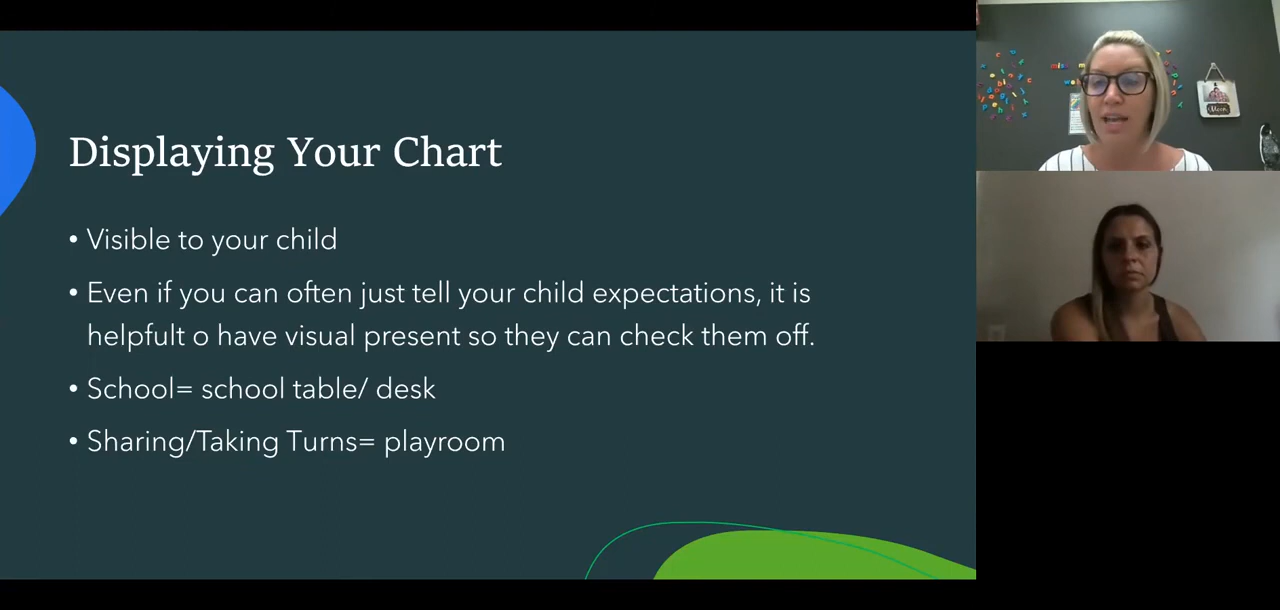 Displaying Your Chart
• Visible to your child
• Even if you can often just tell your child expectations, it is
helpfult o have visual present so they can check them off.
• School= school table/ desk
• Sharing/Taking Turns= playroom